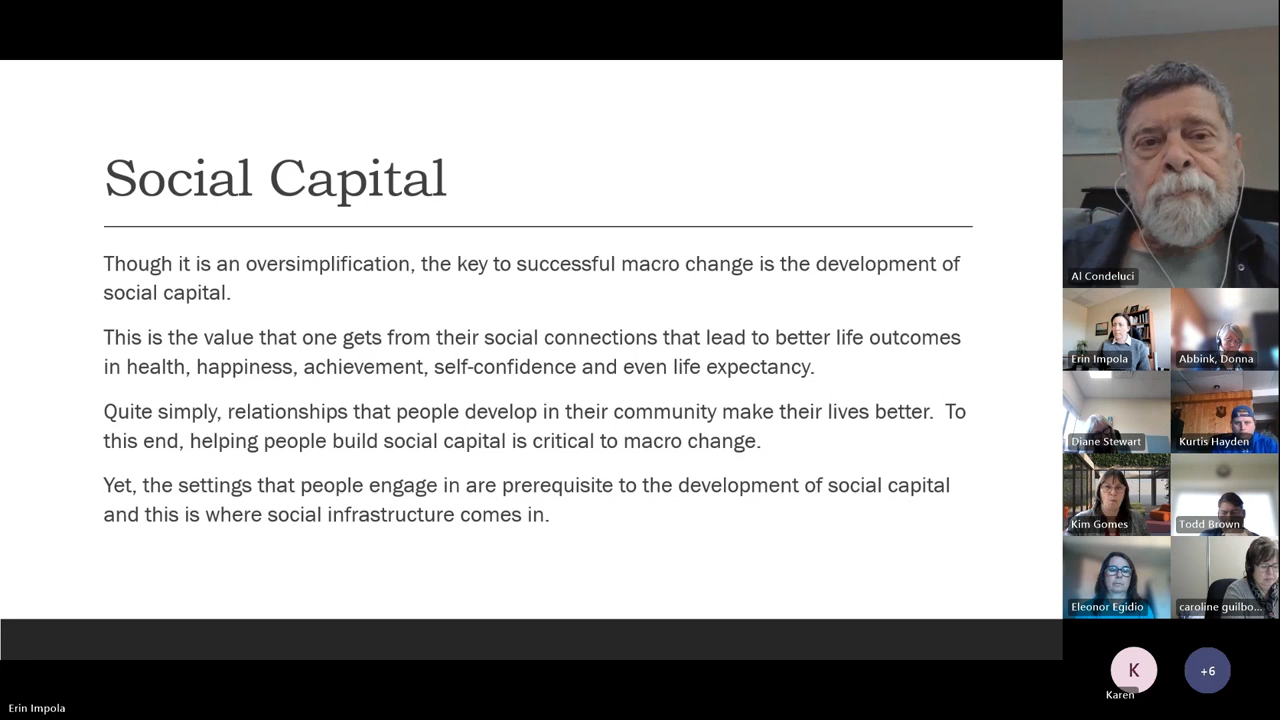 Social Capital
Though it is an oversimplification, the key to successful macro change is the development of
social capital.
This is the value that one gets from their social connections that lead to better life outcomes
in health, happiness, achievement, self-confidence and even life expectancy.
Quite simply, relationships that people develop in their community make their lives better.  To
this end, helping people build social capital is critical to macro change.
Yet, the settings that people engage in are prerequisite to the development of social capital
and this is where social infrastructure comes in.
Al Condeluci
Erin Impola
Abbink, Donna
Diane Stewart
Kurtis Hayden
Kim Gomes
Todd Brown
Eleonor Egidio
caroline guilbo...
K
+6
Karen
Erin Impola